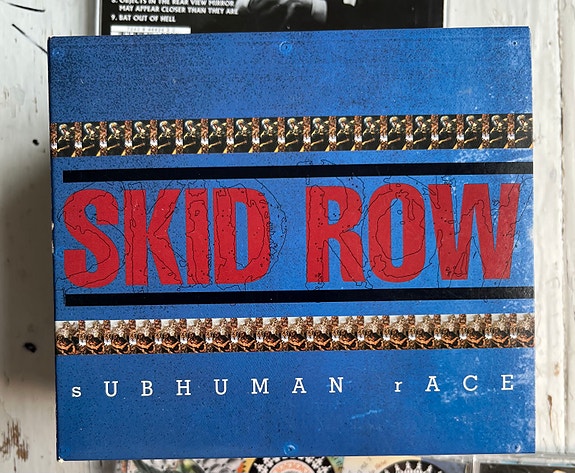 8. OBJECTS IN THE REAR VIEW MIRROR
MAY APPEAR CLOSER THAN THEY ARE
9. BAT OUT OF HELL
SKID ROW
sUBHUMAN rACE